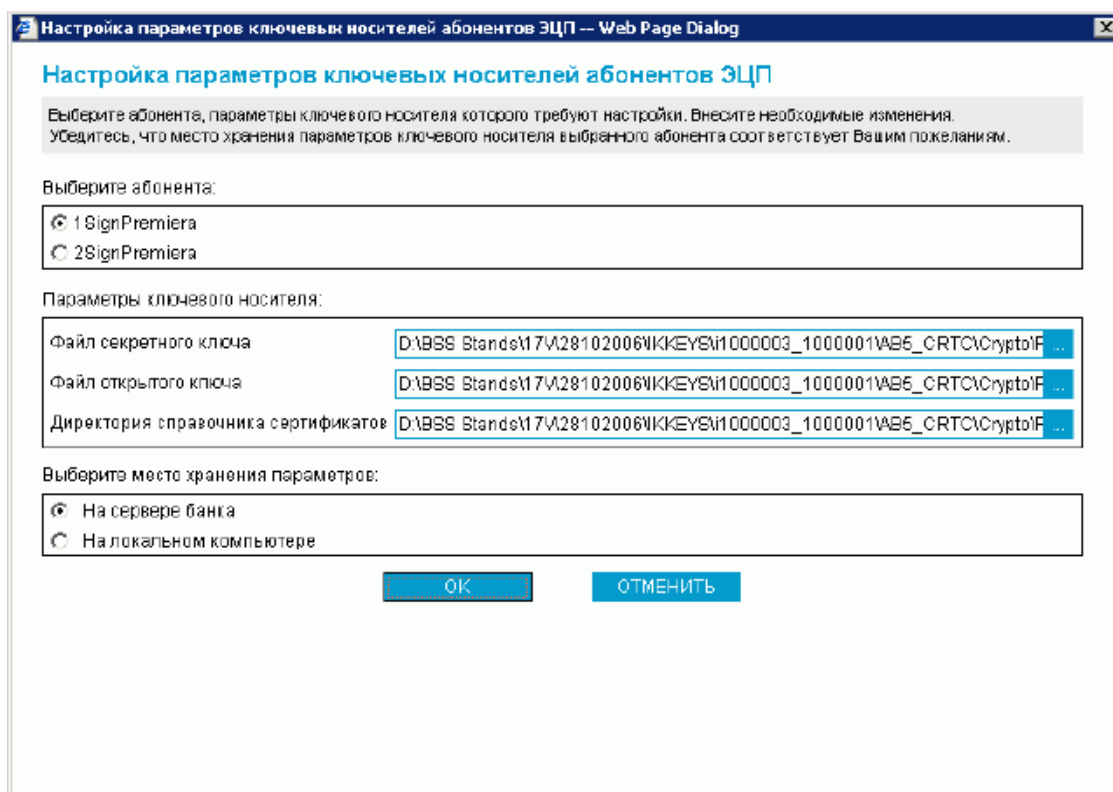 Настройка параметров ключевых носителей абонентов ЭЦП -- Web Page Dialog
Настройка параметров ключевых носителей абонентов ЭЦП
Выберите абонента, параметры ключевого носителя которого требуют настройки. Внесите необходимые изменения.
Убедитесь, что место хранения параметров ключевого носителя выбранного абонента соответствует Вашим пожеланиям.
Выберите абонента:
1SignPremiera
2SignPremiera
Параметры ключевого носителя:
Файл секретного ключа D:\BSS Stands\17\V\28102006\IKKEYS\i1000003_1000001\AB5_CRTC\Crypto\F ...
Файл открытого ключа D:\BSS Stands\17\V\28102006\IKKEYS\i1000003_1000001\AB5_CRTC\Crypto\F ...
Директория справочника сертификатов D:\BSS Stands\17\V\28102006\IKKEYS\i1000003_1000001\AB5_CRTC\Crypto\F ...
Выберите место хранения параметров:
На сервере банка
На локальном компьютере
OK ОТМЕНИТЬ